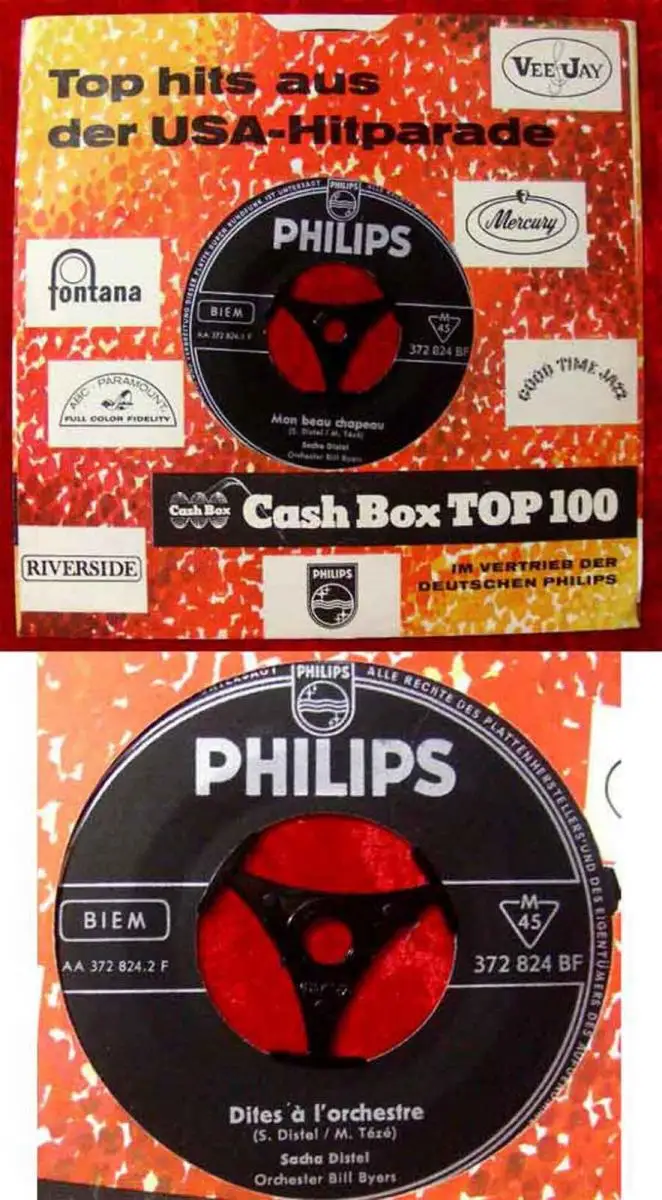 Top hits aus
der USA-Hitparade
VEE JAY
Mercury
fontana
ABC-PARAMOUNT
FULL COLOR FIDELITY
GOOD TIME JAZZ
PHILIPS
PHILIPS
BIEM
AA 372 824.1 F
M
45
372 824 BF
Mon beau chapeau
(S. Distel / M. Tézé)
Sacha Distel
Orchester Bill Byers
Cash Box
Cash Box TOP 100
RIVERSIDE
PHILIPS
IM VERTRIEB DER
DEUTSCHEN PHILIPS
PHILIPS
ALLE RECHTE DES PLATTENHERSTELLERS UND DES EIGENTÜMERS DES
PHILIPS
BIEM
AA 372 824.2 F
M
45
372 824 BF
Dites à l'orchestre
(S. Distel / M. Tézé)
Sacha Distel
Orchester Bill Byers